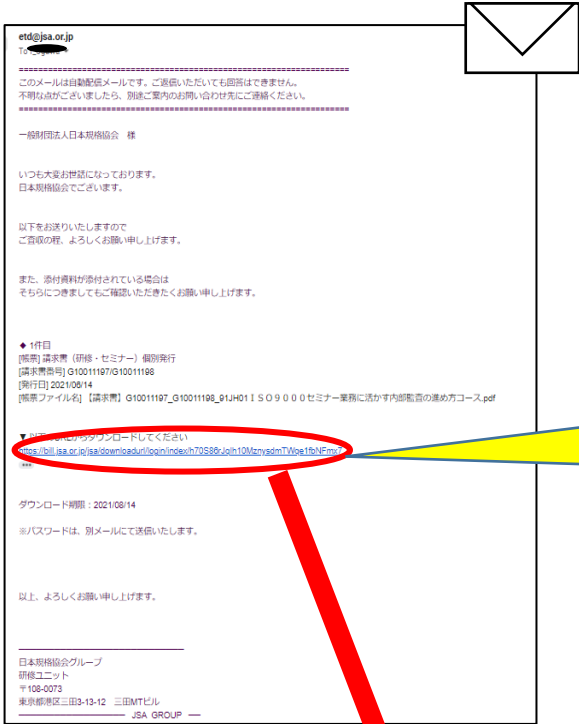 etd@jsa.or.jp
To
====================================================================
このメールは自動配信メールです。ご返信いただいても回答はできません。
不明な点がございましたら、別途ご案内のお問い合わせ先にご連絡ください。
====================================================================
一般財団法人日本規格協会　様
いつも大変お世話になっております。
日本規格協会でございます。
以下をお送りいたしますので
ご査収の程、よろしくお願い申し上げます。
また、添付資料が添付されている場合は
そちらにつきましてもご確認いただきたくお願い申し上げます。
◆ 1件目
[帳票] 請求書（研修・セミナー）個別発行
[請求書番号] G10011197/G10011198
[発行日] 2021/06/14
[帳票ファイル名] 【請求書】G10011197_G10011198_91JH01ＩＳＯ９０００セミナー業務に活かす内部監査の進め方コース.pdf
▼ 以下のURLからダウンロードしてください
https://bill.jsa.or.jp/jsa/downloadurl/login/index/h70S86rJqlh10MznysdmTWqe1fbNFmx7
ダウンロード期限：2021/08/14
※パスワードは、別メールにて送信いたします。
以上、よろしくお願い申し上げます。
日本規格協会グループ
研修ユニット
〒108-0073
東京都港区三田3-13-12　三田MTビル
JSA GROUP